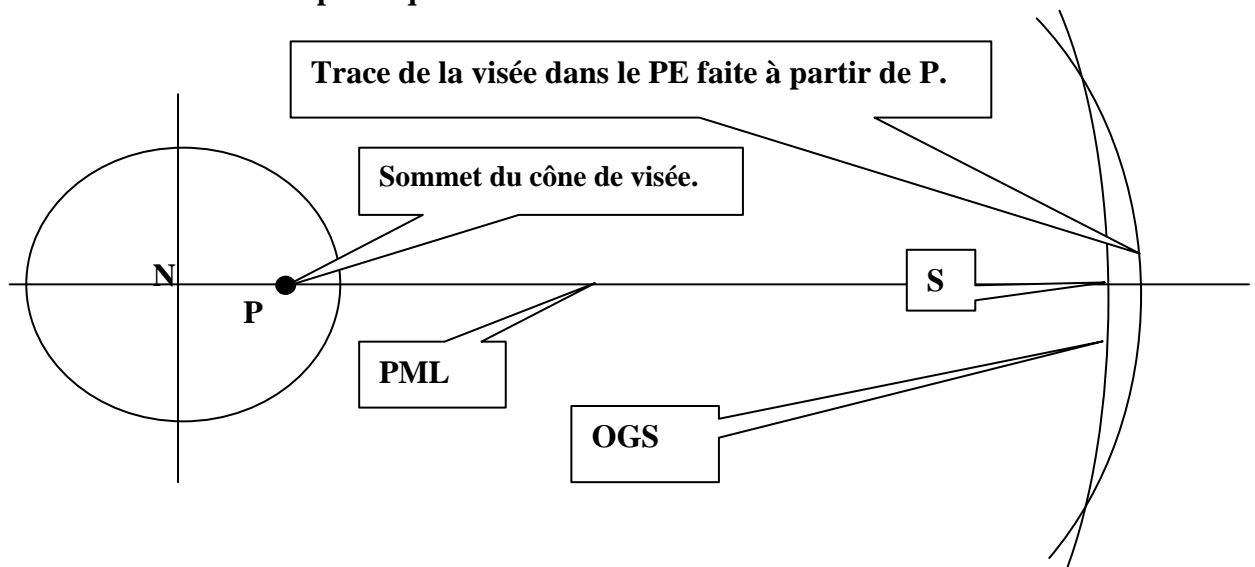 Trace de la visée dans le PE faite à partir de P.
Sommet du cône de visée.
N
P
S
PML
OGS